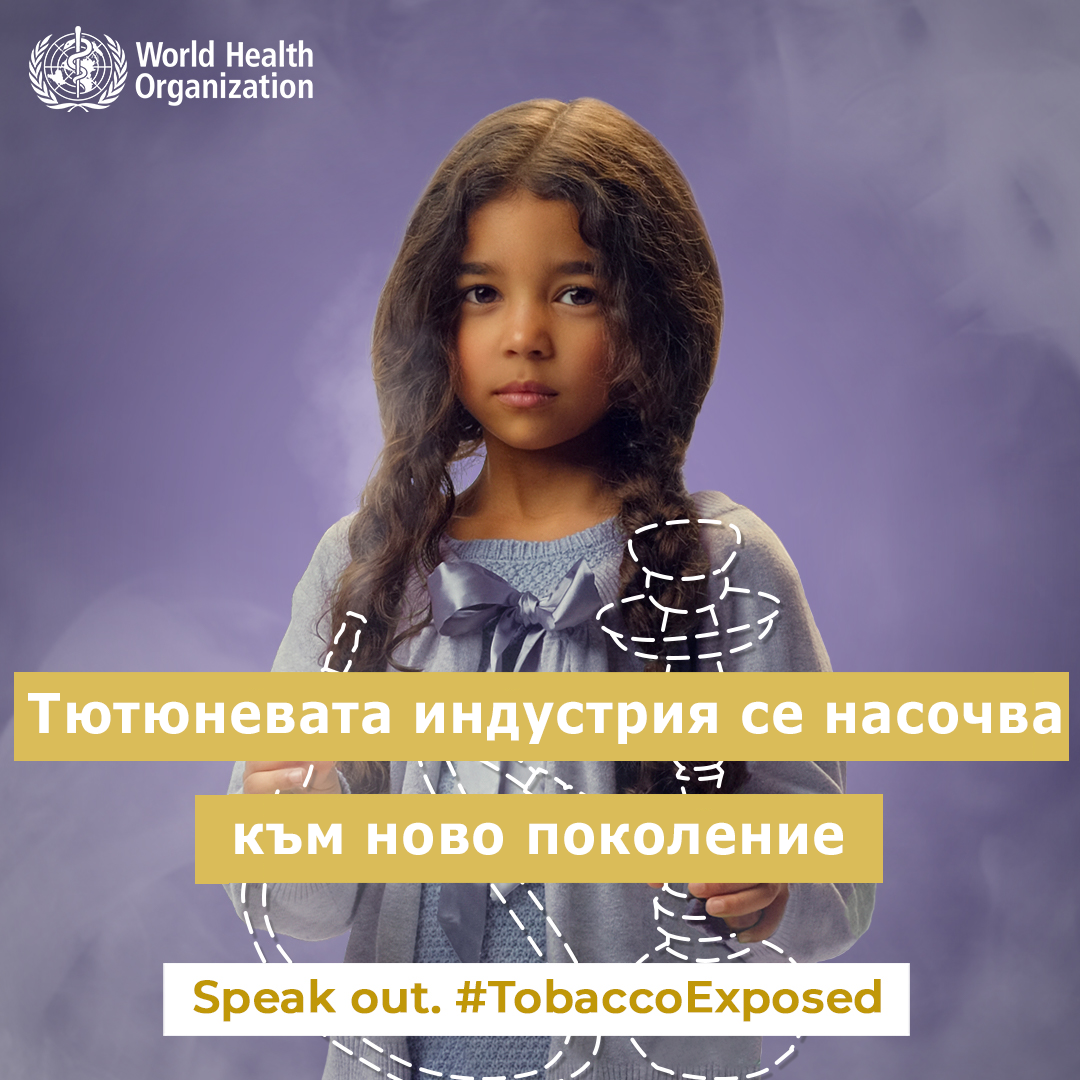 World Health
Organization
Тютюневата индустрия се насочва
към ново поколение
Speak out. #TobaccoExposed